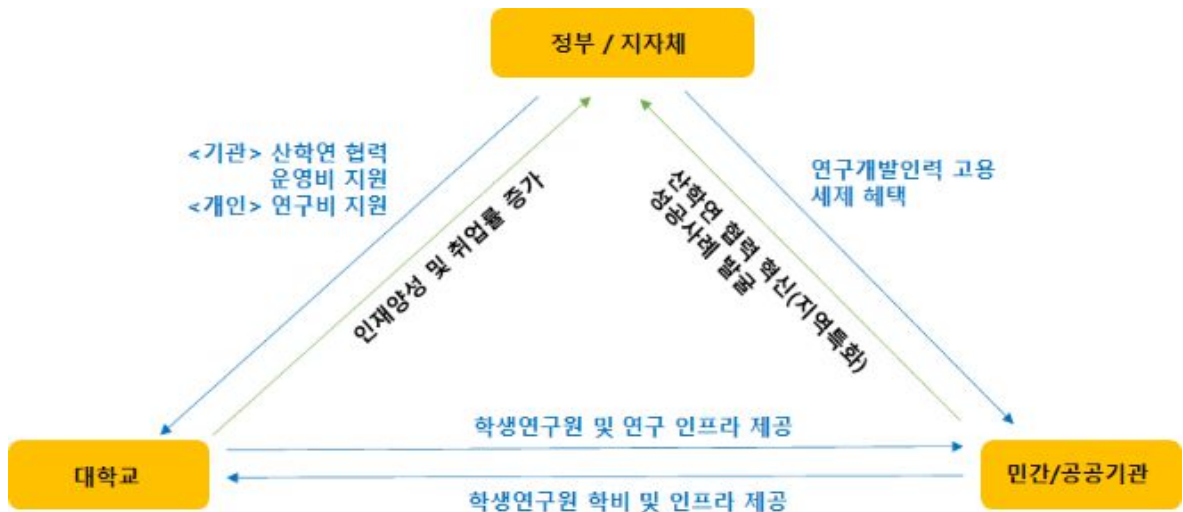 정부 / 지자체
<기관> 산학연 협력
운영비 지원
<개인> 연구비 지원
인재양성 및 취업률 증가
산학연 협력 혁신(지역특화)
성공사례 발굴
연구개발인력 고용
세제 혜택
학생연구원 및 연구 인프라 제공
대학교
민간/공공기관
학생연구원 학비 및 인프라 제공